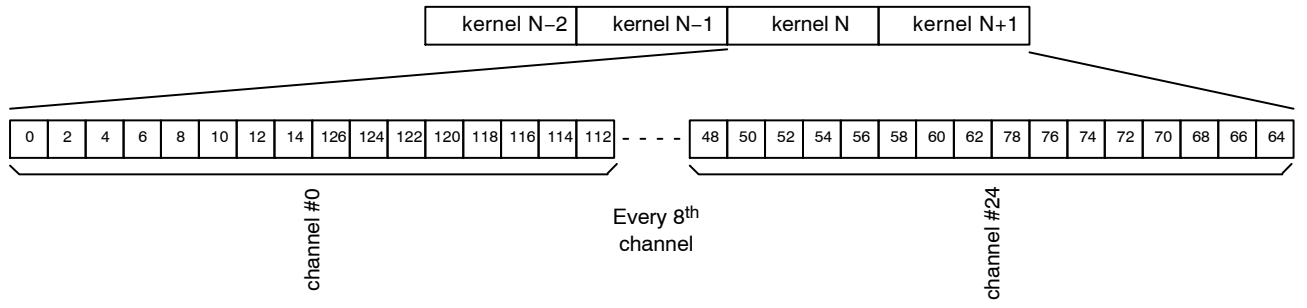 kernel N−2 kernel N−1 kernel N kernel N+1
0 2 4 6 8 10 12 14 126 124 122 120 118 116 114 112 - - - - 48 50 52 54 56 58 60 62 78 76 74 72 70 68 66 64
channel #0
Every 8th
channel
channel #24